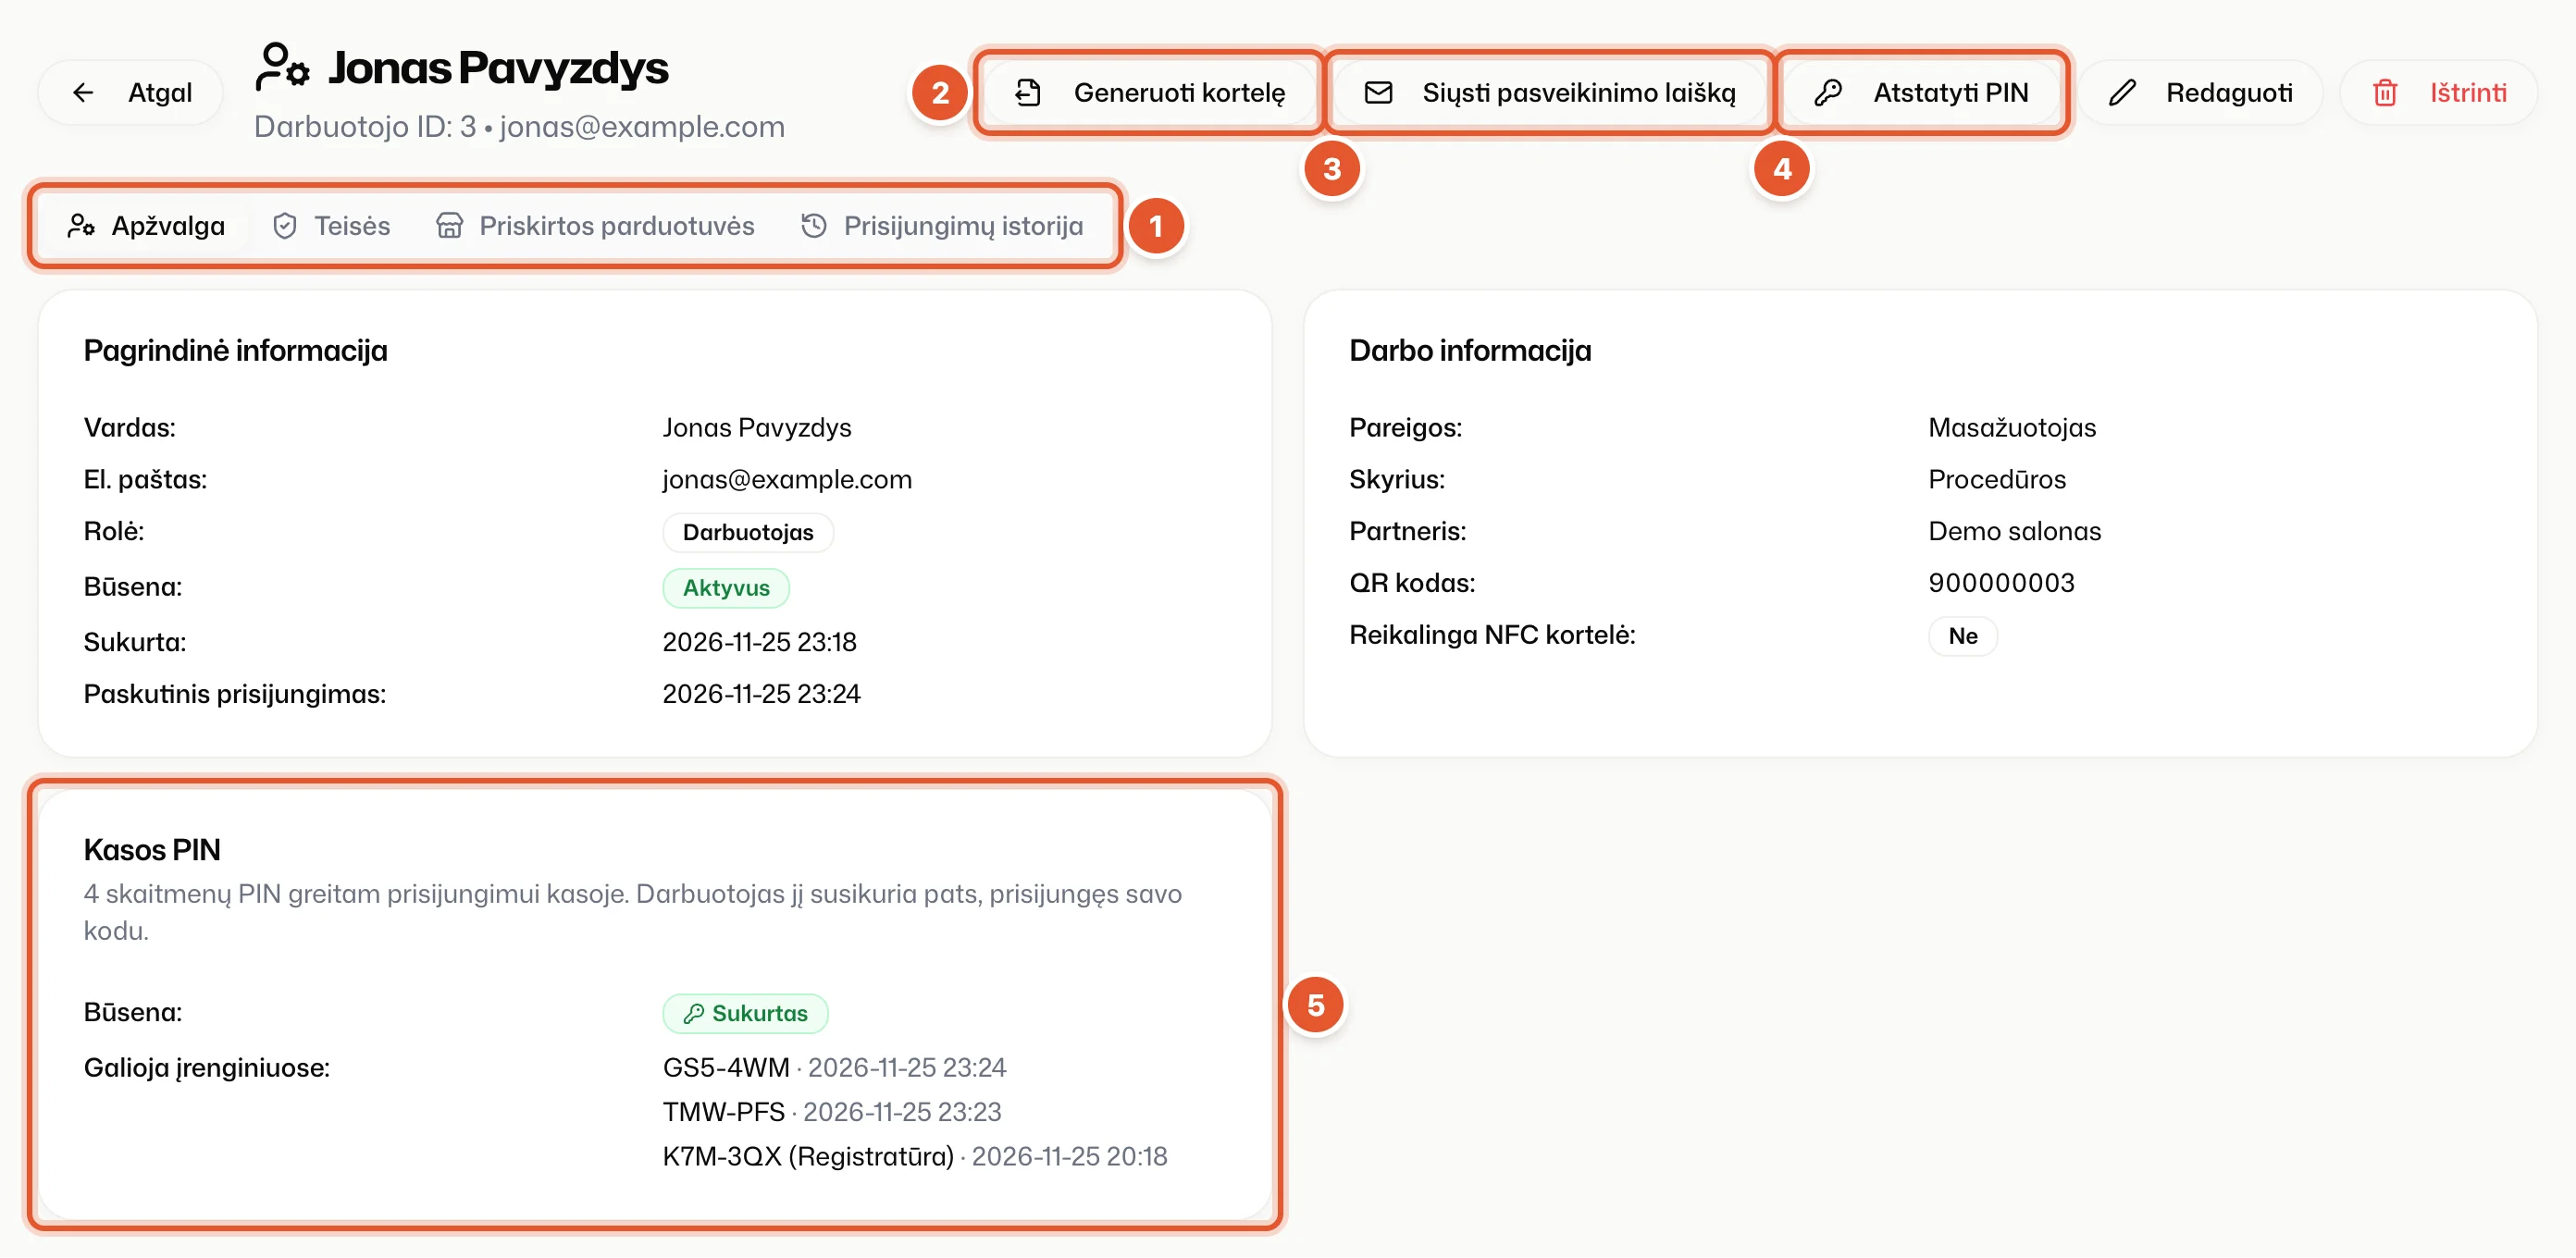 Atgal
Jonas Pavyzdys
Darbuotojo ID: 3 • jonas@example.com
2
Generuoti kortelę
Siųsti pasveikinimo laišką
Atstatyti PIN
Redaguoti
Ištrinti
3
4
Apžvalga
Teisės
Priskirtos parduotuvės
Prisijungimų istorija
1
Pagrindinė informacija
Vardas: Jonas Pavyzdys
El. paštas: jonas@example.com
Rolė: Darbuotojas
Būsena: Aktyvus
Sukurta: 2026-11-25 23:18
Paskutinis prisijungimas: 2026-11-25 23:24
Darbo informacija
Pareigos: Masažuotojas
Skyrius: Procedūros
Partneris: Demo salonas
QR kodas: 900000003
Reikalinga NFC kortelė: Ne
Kasos PIN
4 skaitmenų PIN greitam prisijungimui kasoje. Darbuotojas jį susikuria pats, prisijungęs savo
kodu.
Būsena: Sukurtas
Galioja įrenginiuose: GS5-4WM · 2026-11-25 23:24
TMW-PFS · 2026-11-25 23:23
K7M-3QX (Registratūra) · 2026-11-25 20:18
5